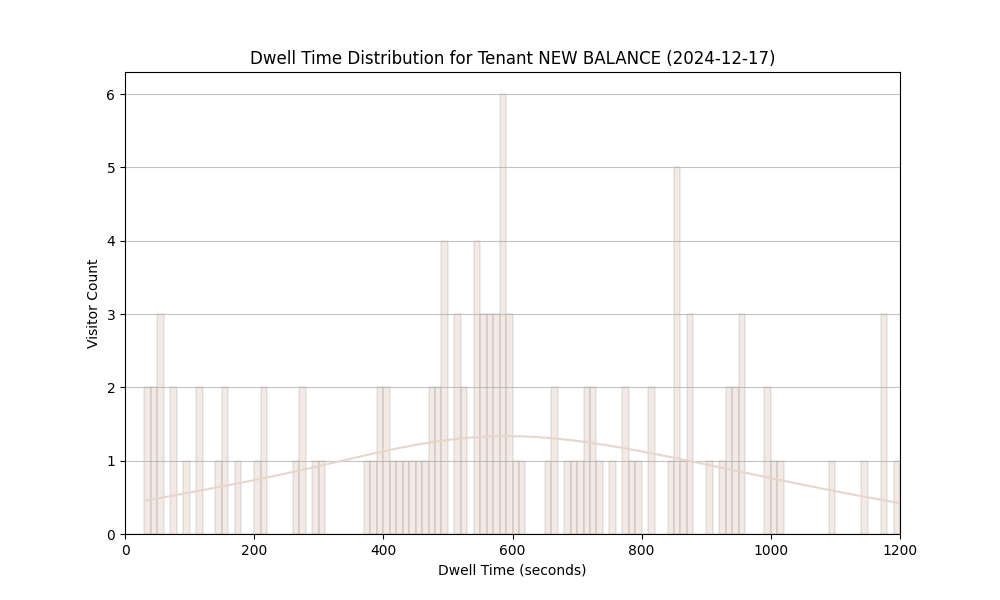 Dwell Time Distribution for Tenant NEW BALANCE (2024-12-17)
6
5
4
3
2
1
0
Visitor Count
0 200 400 600 800 1000 1200
Dwell Time (seconds)